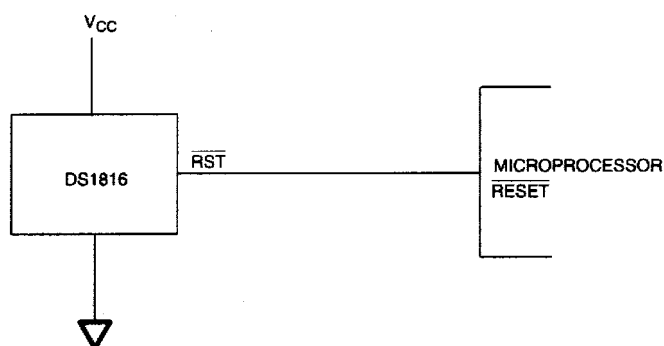 VCC
RST
DS1816
MICROPROCESSOR
RESET